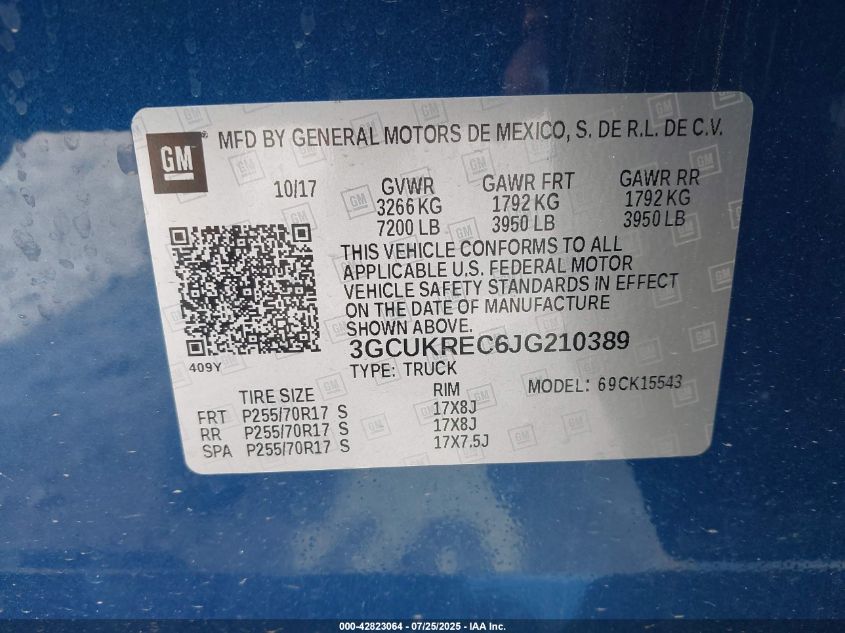 GM® MFD BY GENERAL MOTORS DE MEXICO, S. DE R.L. DE C.V.
10/17 GVWR GAWR FRT GAWR RR
3266 KG 1792 KG 1792 KG
7200 LB 3950 LB 3950 LB
THIS VEHICLE CONFORMS TO ALL
APPLICABLE U.S. FEDERAL MOTOR
VEHICLE SAFETY STANDARDS IN EFFECT
ON THE DATE OF MANUFACTURE
SHOWN ABOVE.
409Y 3GCUKREC6JG210389
TYPE: TRUCK MODEL: 69CK15543
TIRE SIZE RIM
FRT P255/70R17 S 17X8J
RR P255/70R17 S 17X8J
SPA P255/70R17 S 17X7.5J
000-42823064 - 07/25/2025 - IAA Inc.